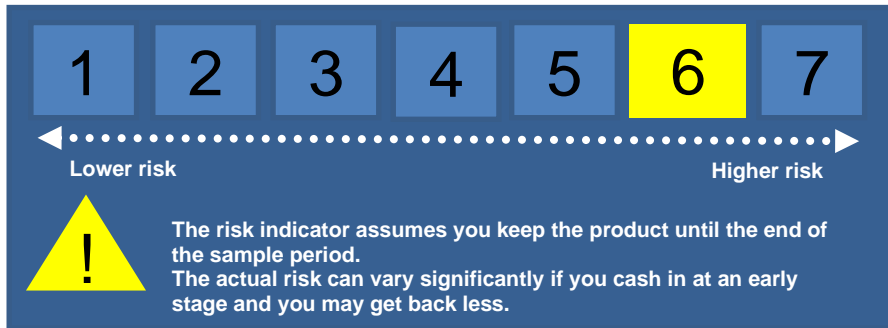 1 2 3 4 5 6 7
Lower risk Higher risk
!
The risk indicator assumes you keep the product until the end of
the sample period.
The actual risk can vary significantly if you cash in at an early
stage and you may get back less.